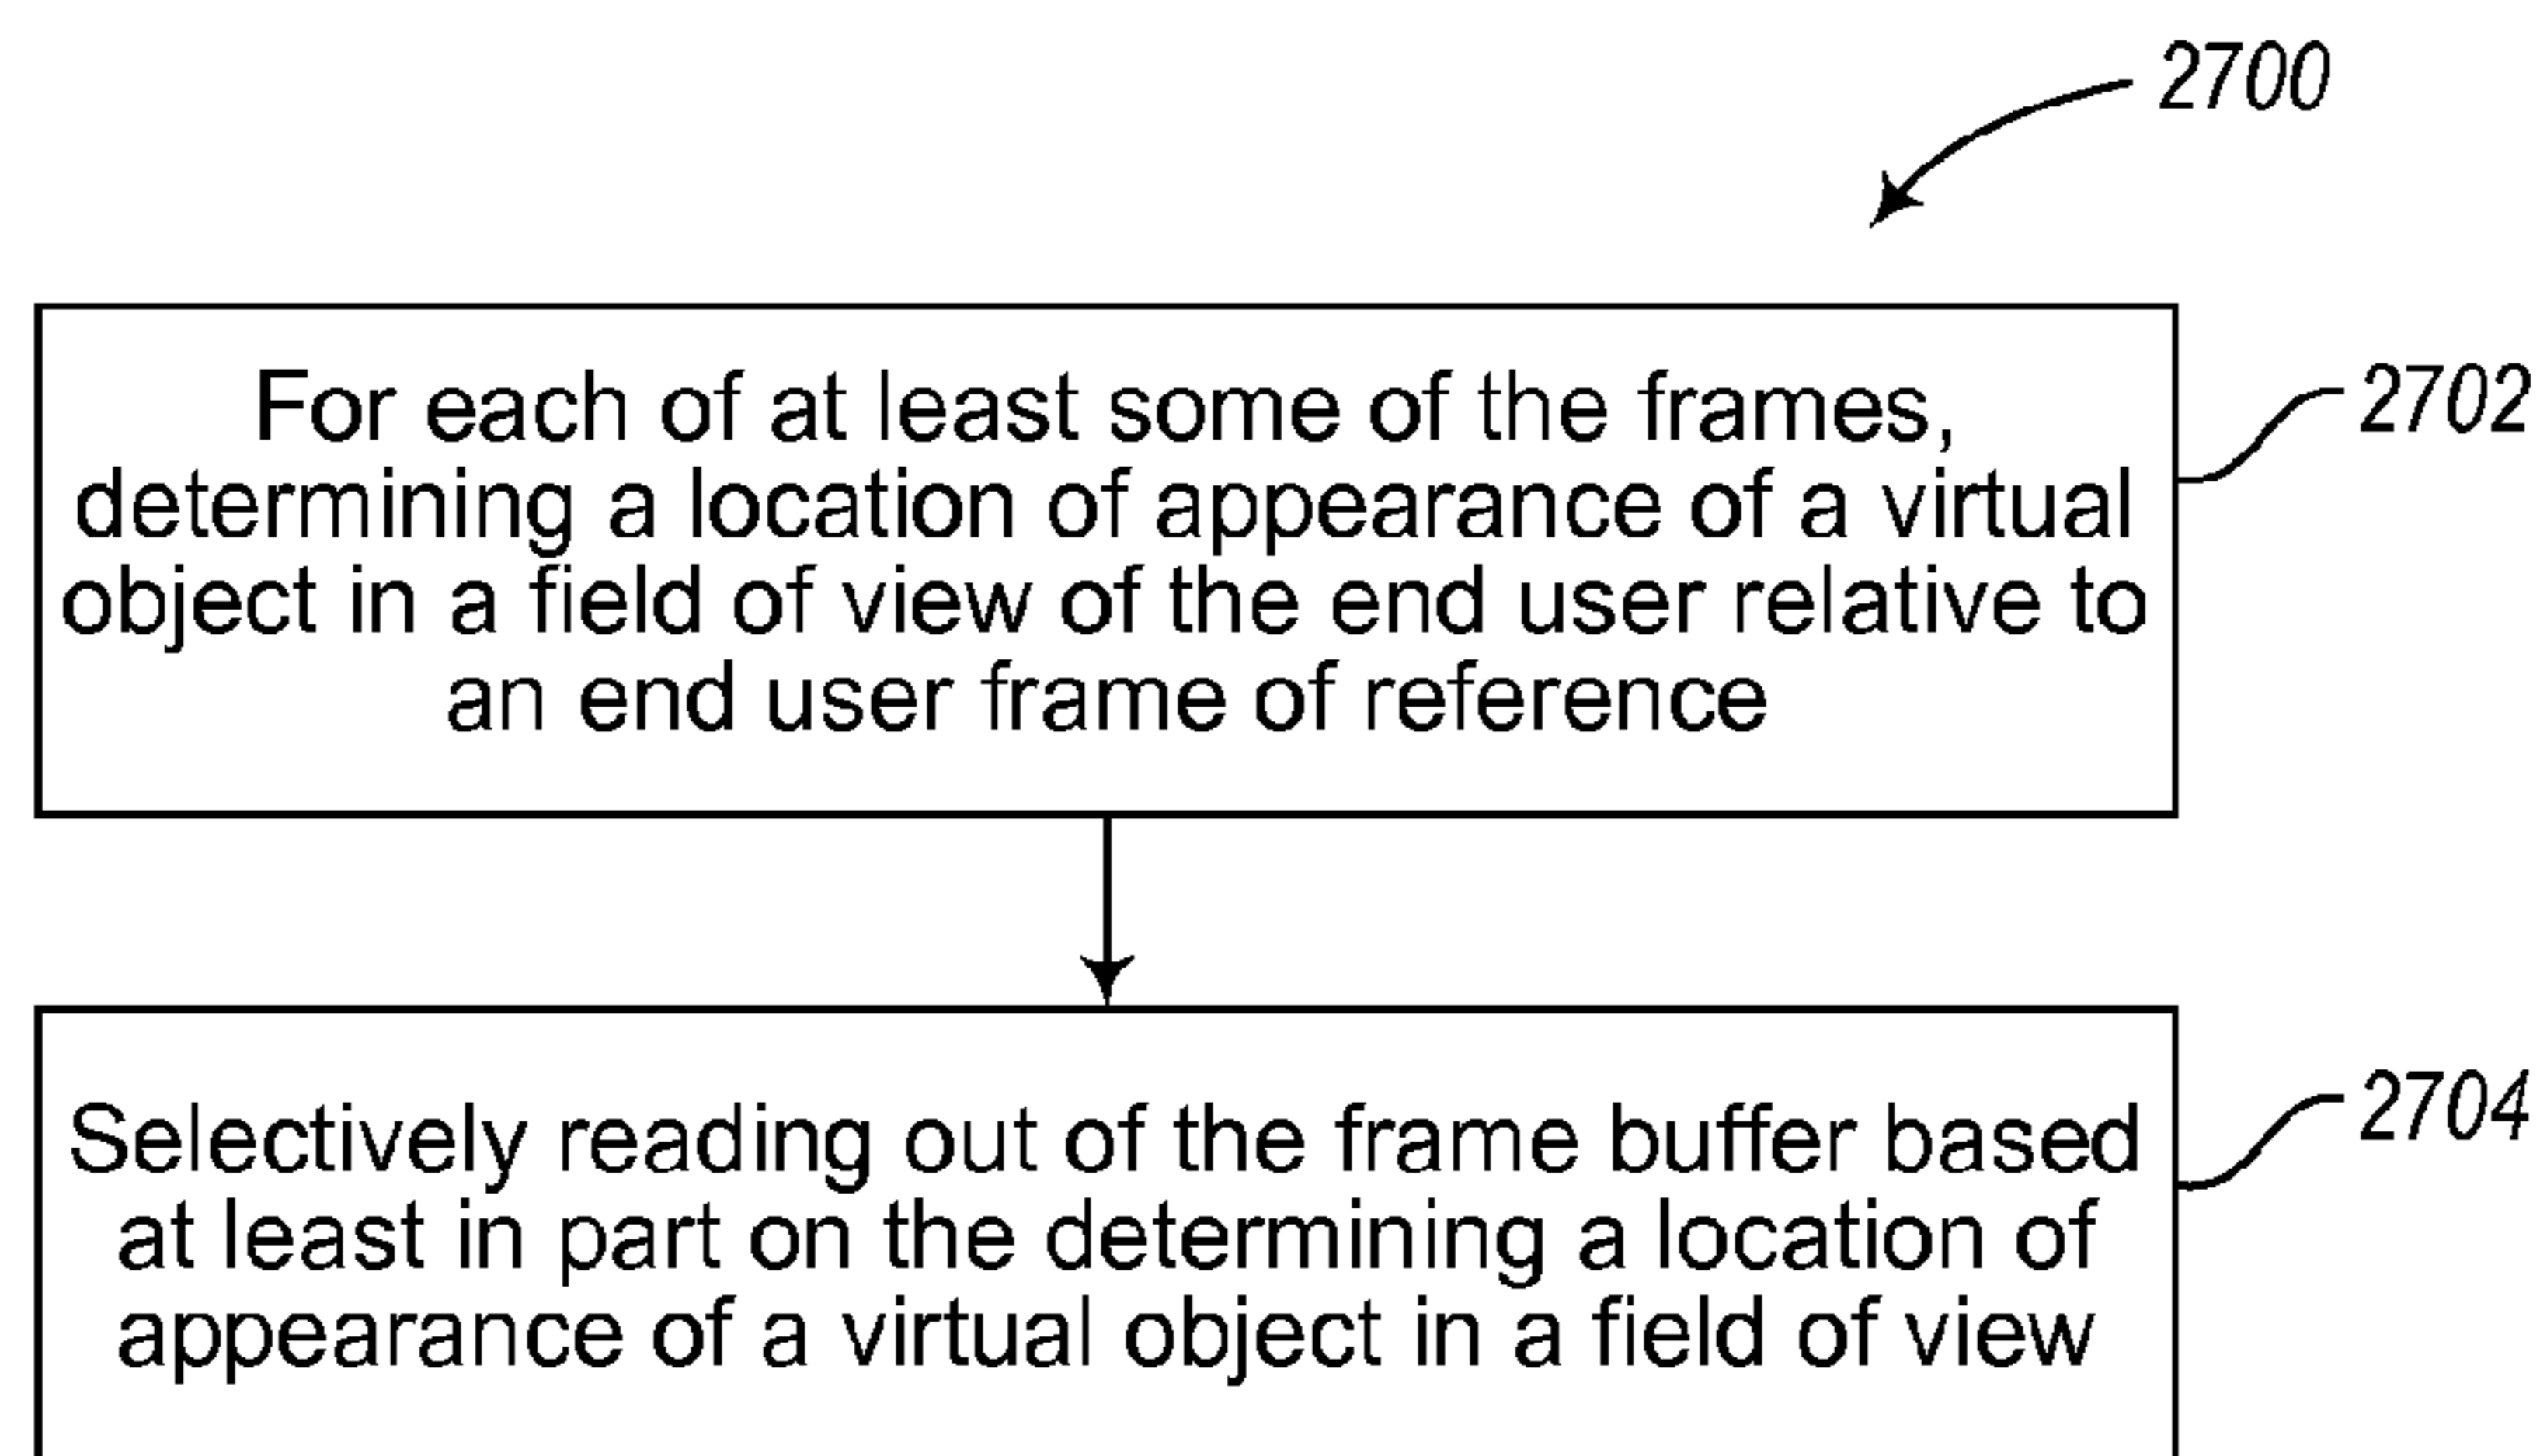 2700
For each of at least some of the frames,
determining a location of appearance of a virtual
object in a field of view of the end user relative to
an end user frame of reference
2702
Selectively reading out of the frame buffer based
at least in part on the determining a location of
appearance of a virtual object in a field of view
2704